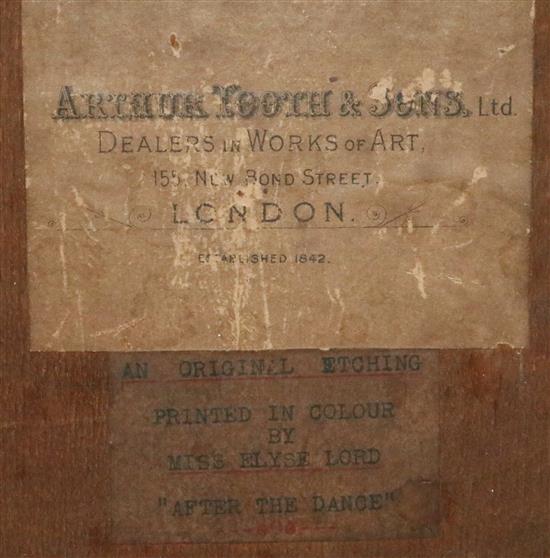 ARTHUR TOOTH & SONS, Ltd.
DEALERS IN WORKS OF ART,
155, NEW BOND STREET,
LONDON.
ESTABLISHED 1842.
AN ORIGINAL ETCHING
PRINTED IN COLOUR
BY
MISS ELYSE LORD
"AFTER THE DANCE"